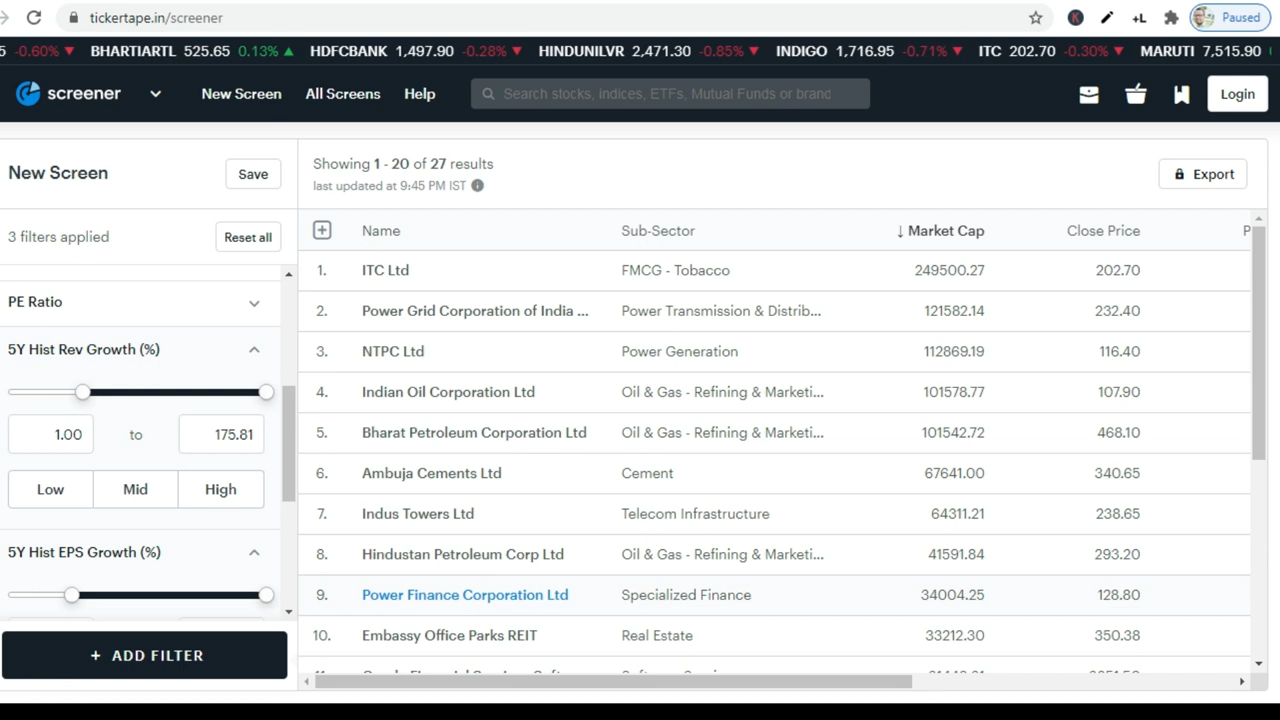 tickertape.in/screener
Paused
5 -0.60% ▼ BHARTIARTL 525.65 0.13% ▲ HDFCBANK 1,497.90 -0.28% ▼ HINDUNILVR 2,471.30 -0.85% ▼ INDIGO 1,716.95 -0.71% ▼ ITC 202.70 -0.30% ▼ MARUTI 7,515.90
screener New Screen All Screens Help Search stocks, indices, ETFs, Mutual Funds or brand Login
New Screen Save
Showing 1 - 20 of 27 results
last updated at 9:45 PM IST
Export
3 filters applied Reset all
Name Sub-Sector ↓ Market Cap Close Price P
1. ITC Ltd FMCG - Tobacco 249500.27 202.70
2. Power Grid Corporation of India ... Power Transmission & Distrib... 121582.14 232.40
3. NTPC Ltd Power Generation 112869.19 116.40
4. Indian Oil Corporation Ltd Oil & Gas - Refining & Marketi... 101578.77 107.90
5. Bharat Petroleum Corporation Ltd Oil & Gas - Refining & Marketi... 101542.72 468.10
6. Ambuja Cements Ltd Cement 67641.00 340.65
7. Indus Towers Ltd Telecom Infrastructure 64311.21 238.65
8. Hindustan Petroleum Corp Ltd Oil & Gas - Refining & Marketi... 41591.84 293.20
9. Power Finance Corporation Ltd Specialized Finance 34004.25 128.80
10. Embassy Office Parks REIT Real Estate 33212.30 350.38
PE Ratio
5Y Hist Rev Growth (%)
1.00 to 175.81
Low Mid High
5Y Hist EPS Growth (%)
+ ADD FILTER